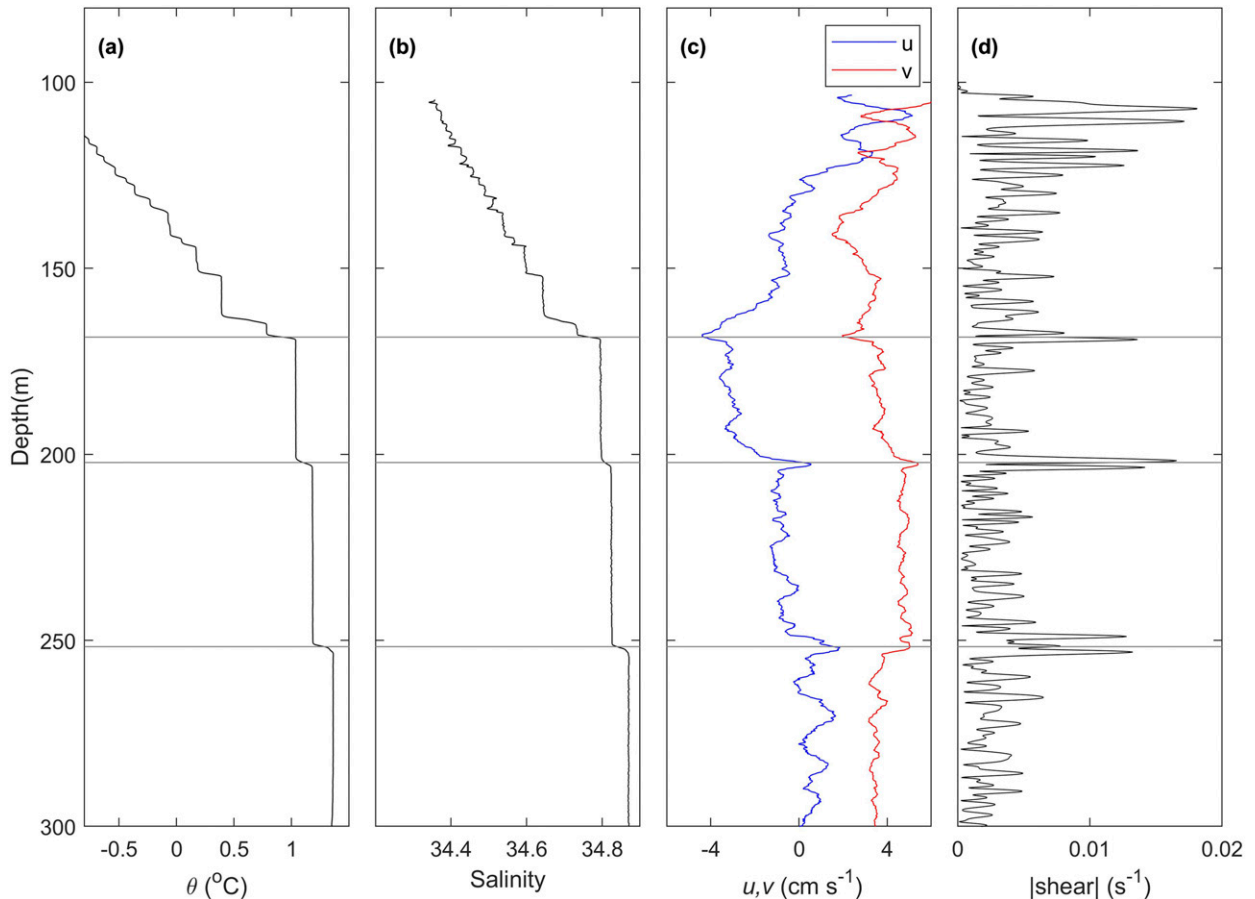 (a)
(b)
(c)
(d)
u
v
100
150
200
250
300
Depth(m)
-0.5 0 0.5 1
34.4 34.6 34.8
-4 0 4
0 0.01 0.02
θ (°C)
Salinity
u,v (cm s⁻¹)
|shear| (s⁻¹)